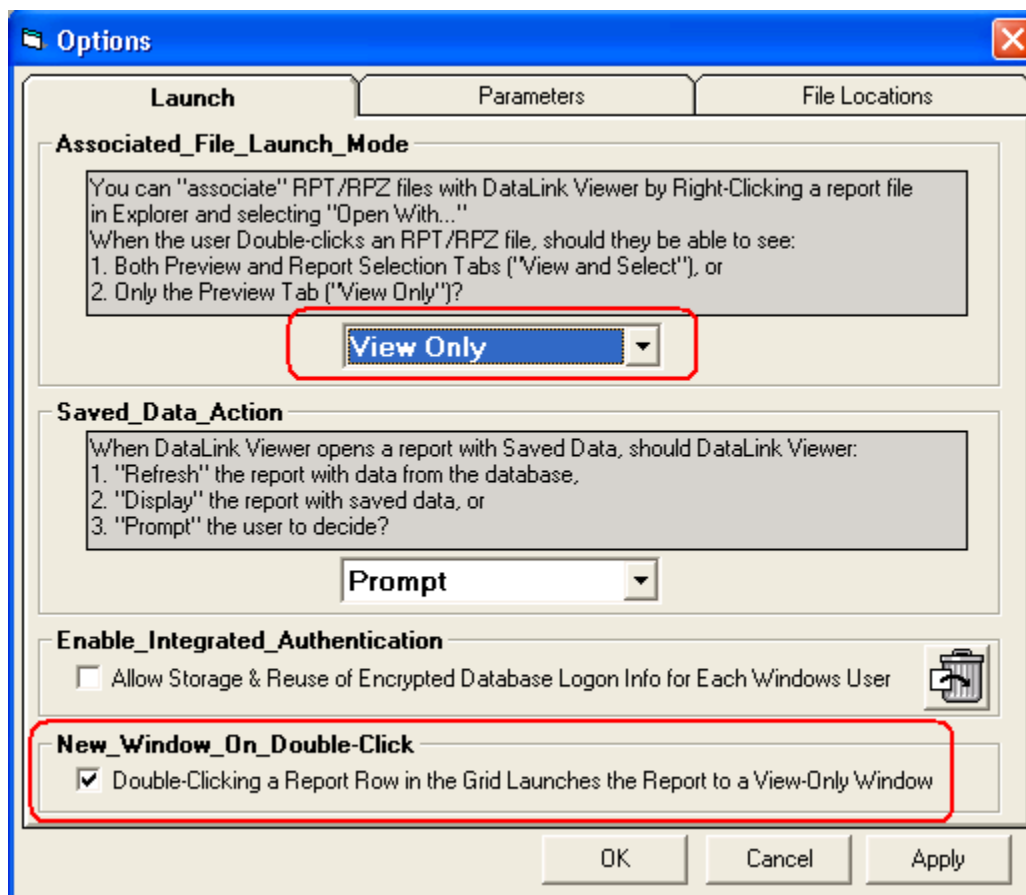 Options
Launch
Parameters
File Locations
Associated_File_Launch_Mode
You can "associate" RPT/RPZ files with DataLink Viewer by Right-Clicking a report file
in Explorer and selecting "Open With..."
When the user Double-clicks an RPT/RPZ file, should they be able to see:
1. Both Preview and Report Selection Tabs ("View and Select"), or
2. Only the Preview Tab ("View Only")?
View Only
Saved_Data_Action
When DataLink Viewer opens a report with Saved Data, should DataLink Viewer:
1. "Refresh" the report with data from the database,
2. "Display" the report with saved data, or
3. "Prompt" the user to decide?
Prompt
Enable_Integrated_Authentication
Allow Storage & Reuse of Encrypted Database Logon Info for Each Windows User
New_Window_On_Double-Click
Double-Clicking a Report Row in the Grid Launches the Report to a View-Only Window
OK
Cancel
Apply